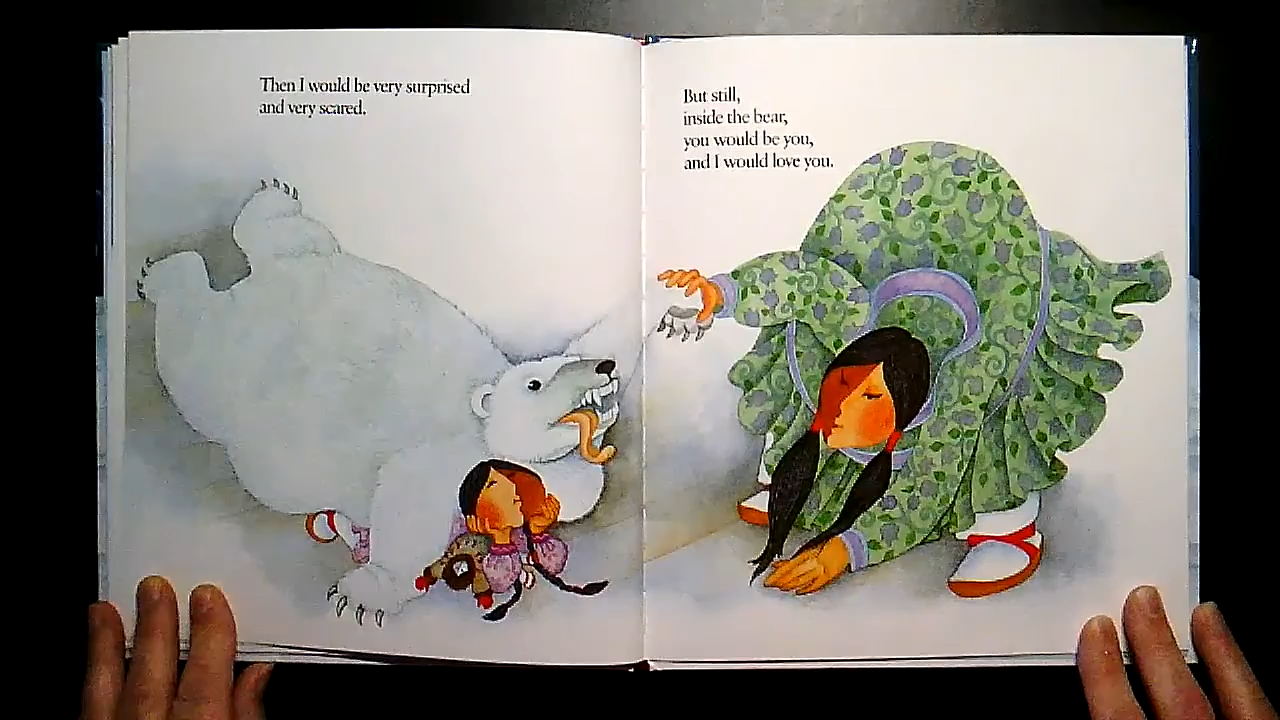 Then I would be very surprised
and very scared.
But still,
inside the bear,
you would be you,
and I would love you.